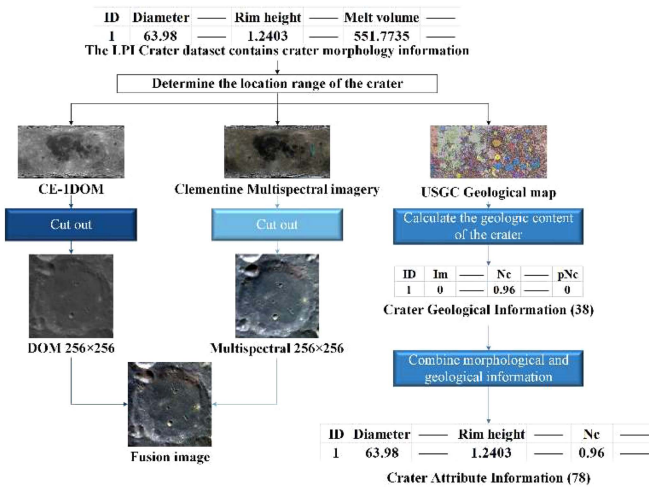 ID Diameter —— Rim height —— Melt volume ——
1 63.98 —— 1.2403 —— 551.7735 ——
The LPI Crater dataset contains crater morphology information
Determine the location range of the crater
CE-1DOM
Clementine Multispectral imagery
USGC Geological map
Cut out
Cut out
Calculate the geologic content
of the crater
ID Im —— Nc —— pNc
1 0 —— 0.96 —— 0
Crater Geological Information (38)
DOM 256×256
Multispectral 256×256
Combine morphological and
geological information
Fusion image
ID Diameter —— Rim height —— Nc ——
1 63.98 —— 1.2403 —— 0.96 ——
Crater Attribute Information (78)